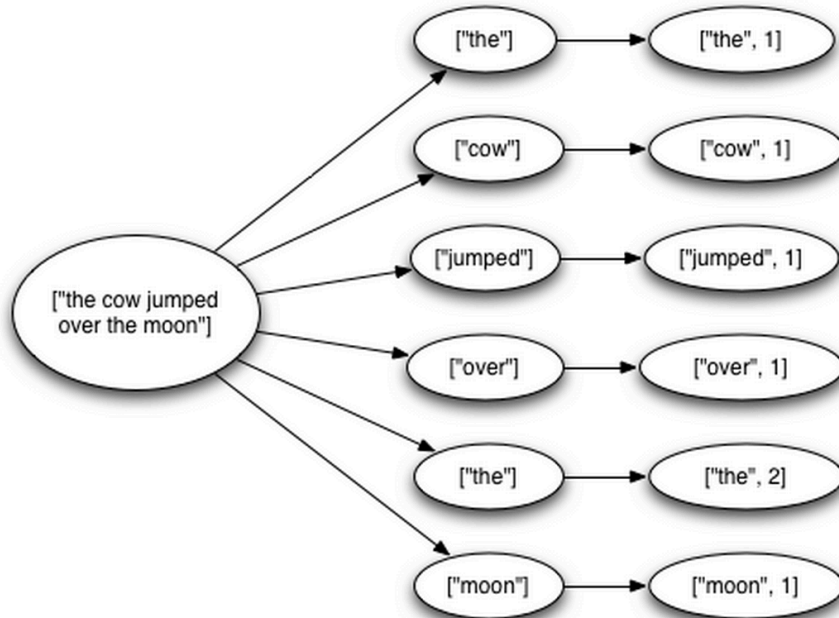 ["the"]
["the", 1]
["cow"]
["cow", 1]
["jumped"]
["jumped", 1]
["the cow jumped
over the moon"]
["over"]
["over", 1]
["the"]
["the", 2]
["moon"]
["moon", 1]